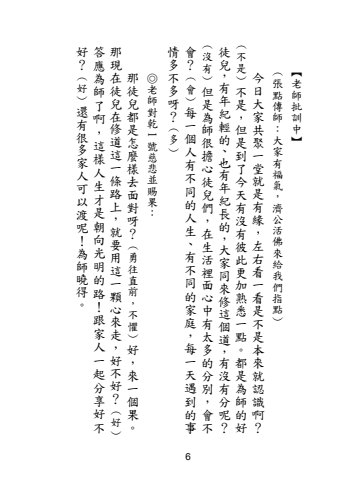 【老師批訓中】
（張點傳師：大家有福氣，濟公活佛來給我們指點）
今日大家共聚一堂就是有緣，左右看一看是不是本來就認識啊？
（不是）不是，但是到了今天有沒有彼此更加熟悉一點。都是為師的好
徒兒，有年紀輕的、也有年紀長的，大家同來修這個道，有沒有分呢？
（沒有）但是為師很擔心徒兒們，在生活裡面心中有太多的分別，會不
會？（會）每一個人有不同的人生、有不同的家庭，每一天遇到的事
情多不多呀？（多）
◎老師對乾一號慈悲並賜果：
那徒兒都是怎麼樣去面對呀？（勇往直前，不懼）好，來一個果。
那現在徒兒在修道這一條路上，就要用這一顆心來走，好不好？（好）
答應為師了啊，這樣人生才是朝向光明的路！跟家人一起分享好不
好？（好）還有很多家人可以渡呢！為師曉得。
6